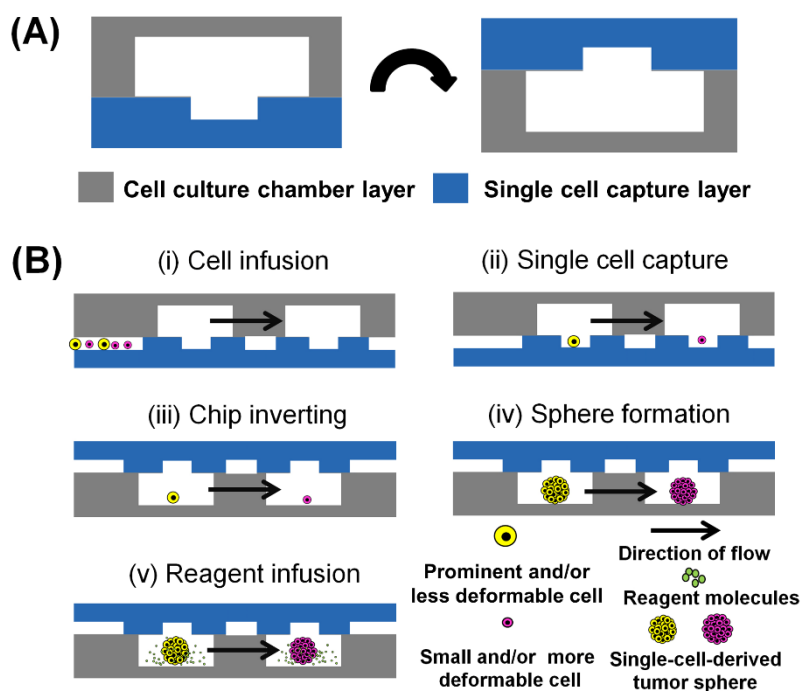 (A)
Cell culture chamber layer
Single cell capture layer
(B)
(i) Cell infusion
(ii) Single cell capture
(iii) Chip inverting
(iv) Sphere formation
(v) Reagent infusion
Prominent and/or
less deformable cell
Small and/or more
deformable cell
Direction of flow
Reagent molecules
Single-cell-derived
tumor sphere